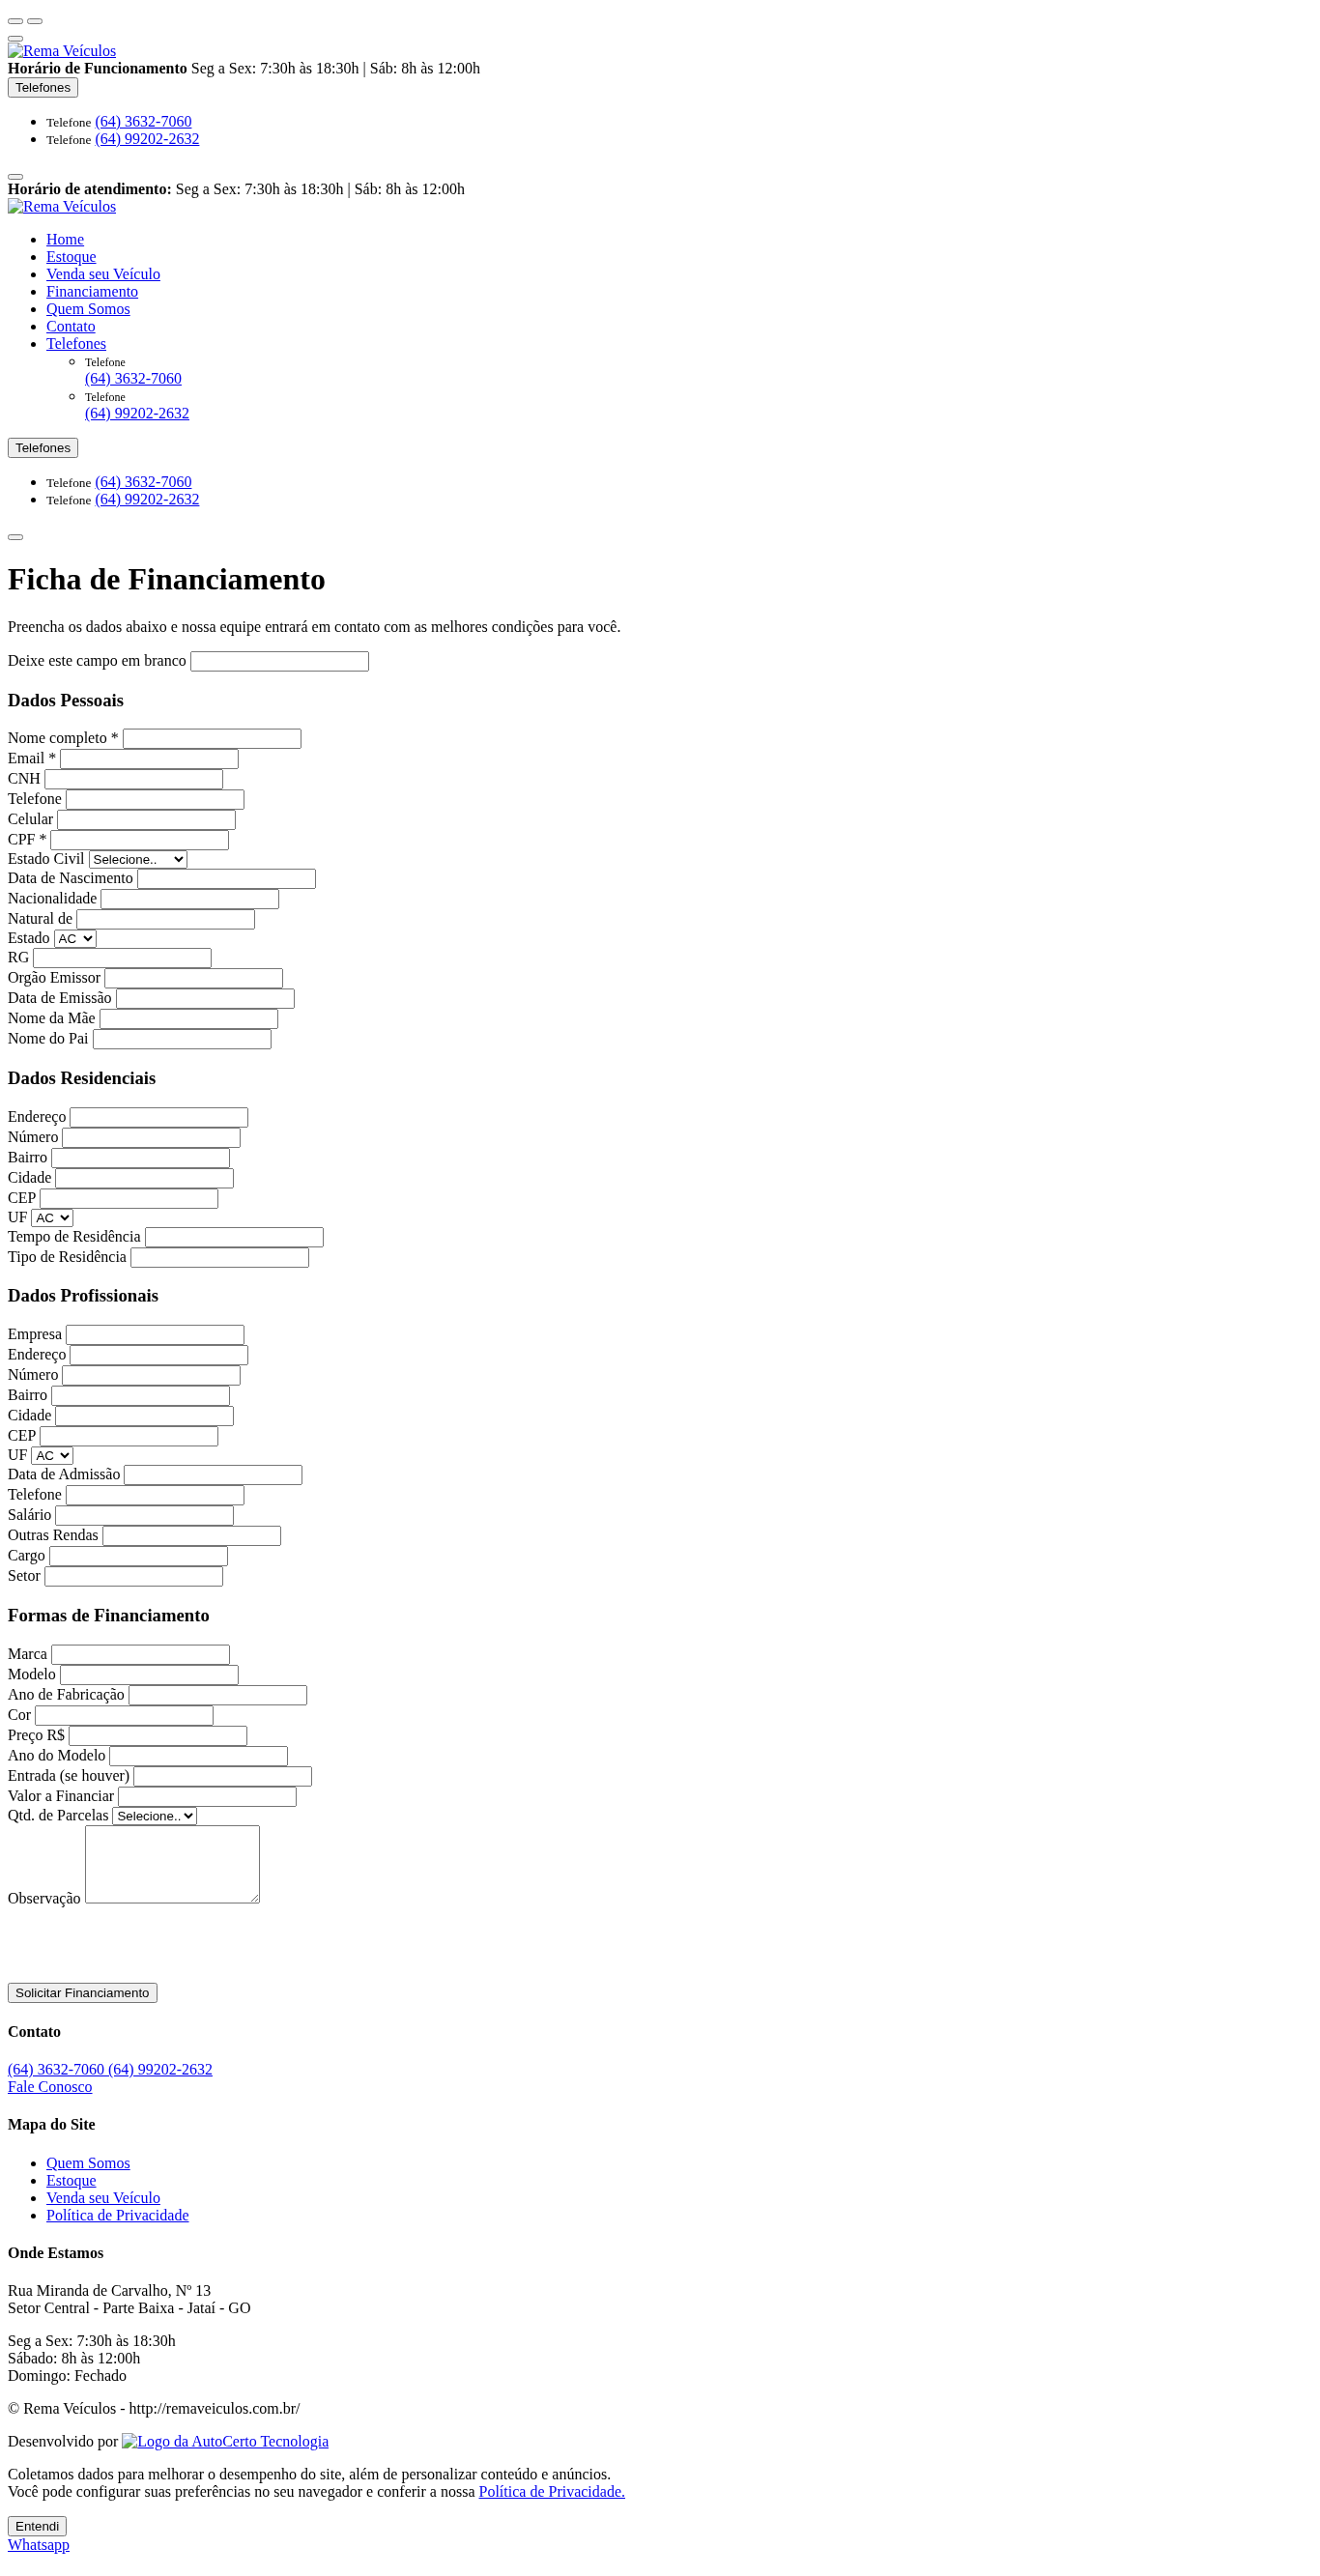 Rema Veículos
Horário de Funcionamento Seg a Sex: 7:30h às 18:30h | Sáb: 8h às 12:00h
Telefones
Telefone (64) 3632-7060
Telefone (64) 99202-2632
Horário de atendimento: Seg a Sex: 7:30h às 18:30h | Sáb: 8h às 12:00h
Rema Veículos
Home
Estoque
Venda seu Veículo
Financiamento
Quem Somos
Contato
Telefones
Telefone
(64) 3632-7060
Telefone
(64) 99202-2632
Telefones
Telefone (64) 3632-7060
Telefone (64) 99202-2632
Ficha de Financiamento
Preencha os dados abaixo e nossa equipe entrará em contato com as melhores condições para você.
Deixe este campo em branco
Dados Pessoais
Nome completo *
Email *
CNH
Telefone
Celular
CPF *
Estado Civil Selecione..
Data de Nascimento
Nacionalidade
Natural de
Estado AC
RG
Orgão Emissor
Data de Emissão
Nome da Mãe
Nome do Pai
Dados Residenciais
Endereço
Número
Bairro
Cidade
CEP
UF AC
Tempo de Residência
Tipo de Residência
Dados Profissionais
Empresa
Endereço
Número
Bairro
Cidade
CEP
UF AC
Data de Admissão
Telefone
Salário
Outras Rendas
Cargo
Setor
Formas de Financiamento
Marca
Modelo
Ano de Fabricação
Cor
Preço R$
Ano do Modelo
Entrada (se houver)
Valor a Financiar
Qtd. de Parcelas Selecione..
Observação
Solicitar Financiamento
Contato
(64) 3632-7060 (64) 99202-2632
Fale Conosco
Mapa do Site
Quem Somos
Estoque
Venda seu Veículo
Política de Privacidade
Onde Estamos
Rua Miranda de Carvalho, Nº 13
Setor Central - Parte Baixa - Jataí - GO
Seg a Sex: 7:30h às 18:30h
Sábado: 8h às 12:00h
Domingo: Fechado
© Rema Veículos - http://remaveiculos.com.br/
Desenvolvido por Logo da AutoCerto Tecnologia
Coletamos dados para melhorar o desempenho do site, além de personalizar conteúdo e anúncios.
Você pode configurar suas preferências no seu navegador e conferir a nossa Política de Privacidade.
Entendi
Whatsapp